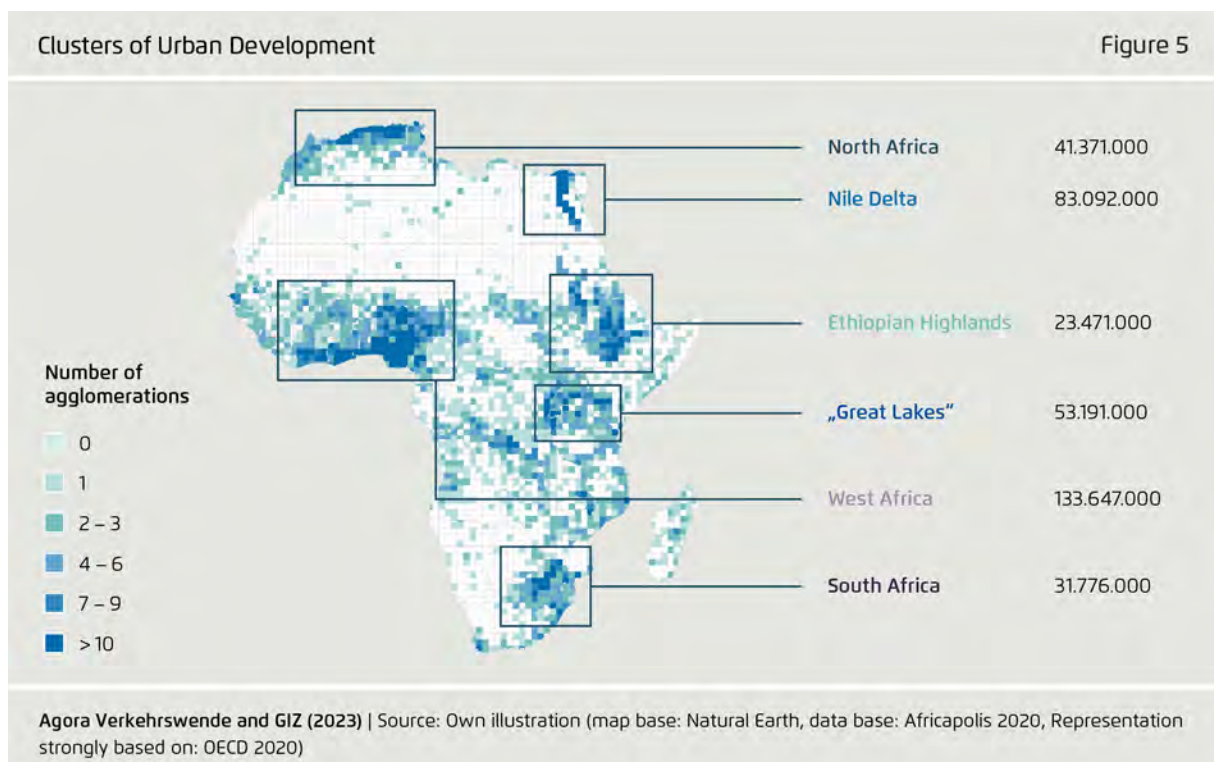 Clusters of Urban Development
Figure 5
North Africa 41.371.000
Nile Delta 83.092.000
Ethiopian Highlands 23.471.000
„Great Lakes“ 53.191.000
West Africa 133.647.000
South Africa 31.776.000
Number of
agglomerations
0
1
2 – 3
4 – 6
7 – 9
> 10
Agora Verkehrswende and GIZ (2023) | Source: Own illustration (map base: Natural Earth, data base: Africapolis 2020, Representation
strongly based on: OECD 2020)